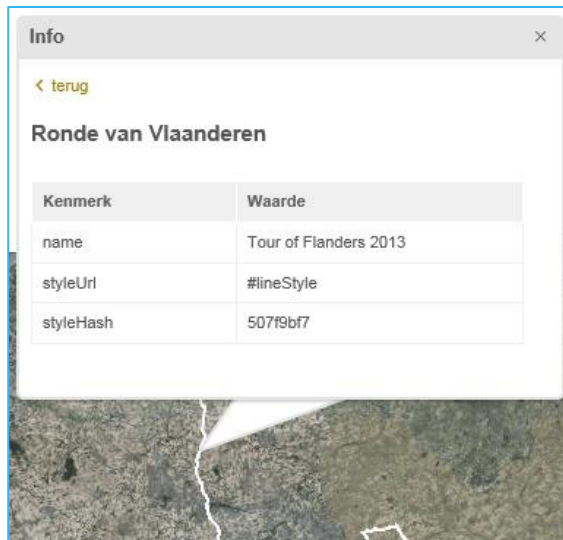 Info ×
< terug
Ronde van Vlaanderen
Kenmerk Waarde
name Tour of Flanders 2013
styleUrl #lineStyle
styleHash 507f9bf7